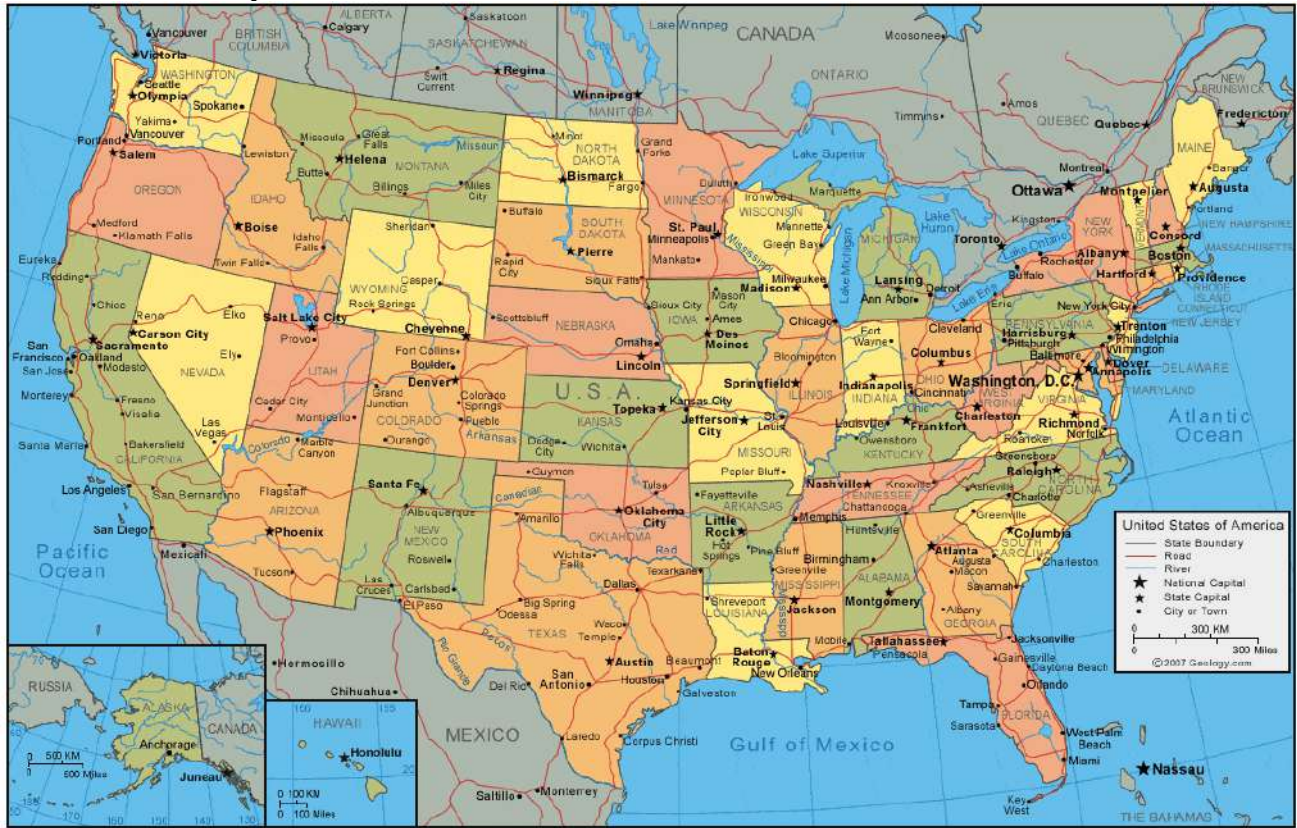 Vancouver
ALBERTA
Calgary
Saskatoon
Lake Winnipeg
CANADA
Moosonee
BRITISH
COLUMBIA
SASKATCHEWAN
Victoria
Swift
Current
Regina
Winnipeg
MANITOBA
ONTARIO
Timmins
Amos
QUEBEC
Quebec
NEW
BRUNSWICK
Fredericton
WASHINGTON
Seattle
Olympia
Spokane
Yakima
Vancouver
Portland
Salem
OREGON
Medford
Klamath Falls
Lewiston
IDAHO
Boise
Idaho
Falls
Twin Falls
Missoula
Great
Falls
Missouri
Helena
MONTANA
Butte
Billings
Miles
City
Minot
NORTH
DAKOTA
Bismarck
Grand
Forks
Fargo
Buffalo
SOUTH
DAKOTA
Rapid
City
Pierre
Sioux Falls
Duluth
MINNESOTA
St. Paul
Minneapolis
Mankato
Mississippi
Lake Superior
Ironwood
Marquette
WISCONSIN
Green Bay
Milwaukee
Madison
Lake Michigan
MICHIGAN
Lake
Huron
Lansing
Detroit
Ann Arbor
Montreal
Ottawa
Kingston
Toronto
Lake Ontario
Rochester
Buffalo
Lake Erie
Erie
MAINE
Bangor
Augusta
Portland
Montpelier
VERMONT
NEW HAMPSHIRE
Concord
MASSACHUSETTS
Boston
NEW
YORK
Albany
Hartford
Providence
RHODE
ISLAND
CONNECTICUT
NEW JERSEY
New York City
Trenton
PENNSYLVANIA
Harrisburg
Pittsburgh
Philadelphia
Wilmington
Baltimore
Dover
Annapolis
DELAWARE
MARYLAND
Washington, D.C.
Eureka
Redding
Chico
Reno
Carson City
Sacramento
San
Francisco
Oakland
San Jose
Modesto
Monterey
Fresno
Visalia
Santa Maria
Bakersfield
CALIFORNIA
Los Angeles
San Bernardino
San Diego
Mexicali
Elko
Ely
NEVADA
Las
Vegas
Salt Lake City
Provo
UTAH
Cedar City
Monticello
Sheridan
Casper
WYOMING
Rock Springs
Cheyenne
Scottsbluff
NEBRASKA
Omaha
Lincoln
Sioux City
Mason
City
IOWA
Ames
Des
Moines
Chicago
Bloomington
Springfield
ILLINOIS
Fort
Wayne
Indianapolis
INDIANA
Cleveland
Columbus
OHIO
Cincinnati
WEST
VIRGINIA
Charleston
VIRGINIA
Richmond
Roanoke
Norfolk
Fort Collins
Boulder
Denver
Grand
Junction
COLORADO
Colorado
Springs
Pueblo
Durango
Arkansas
U.S.A.
Topeka
Kansas City
KANSAS
Dodge
City
Wichita
Jefferson
City
St.
Louis
MISSOURI
Poplar Bluff
Ohio
Louisville
Frankfort
Owensboro
KENTUCKY
Colorado
Marble
Canyon
Flagstaff
ARIZONA
Phoenix
Tucson
Santa Fe
Albuquerque
NEW
MEXICO
Roswell
Las
Cruces
Carlsbad
El Paso
Guymon
Canadian
Tulsa
Oklahoma
City
OKLAHOMA
Red
Amarillo
Wichita
Falls
Dallas
Big Spring
Odessa
TEXAS
Waco
Temple
Pecos
Rio Grande
Austin
San
Antonio
Houston
Beaumont
Del Rio
Galveston
Laredo
Corpus Christi
Fayetteville
ARKANSAS
Little
Rock
Hot
Springs
Pine Bluff
Texarkana
Shreveport
LOUISIANA
Baton
Rouge
New Orleans
Nashville
Knoxville
TENNESSEE
Chattanooga
Memphis
Huntsville
Birmingham
Greenville
MISSISSIPPI
Jackson
ALABAMA
Montgomery
Mobile
Greensboro
Raleigh
NORTH
CAROLINA
Asheville
Charlotte
Greenville
SOUTH
CAROLINA
Columbia
Charleston
Atlanta
Augusta
Macon
Savannah
Albany
GEORGIA
Tallahassee
Pensacola
Jacksonville
Gainesville
Daytona Beach
Orlando
Tampa
Sarasota
FLORIDA
West Palm
Beach
Miami
Key
West
Nassau
THE BAHAMAS
Pacific
Ocean
Atlantic
Ocean
Gulf of Mexico
MEXICO
Hermosillo
Chihuahua
Saltillo
Monterrey
RUSSIA
ALASKA
CANADA
Anchorage
Juneau
0 500 KM
0 500 Miles
170
160
150
140
130
160
155
HAWAII
Honolulu
20
0 100 KM
0 100 Miles
United States of America
State Boundary
Road
River
National Capital
State Capital
City or Town
0 300 KM
0 300 Miles
©2007 Geology.com